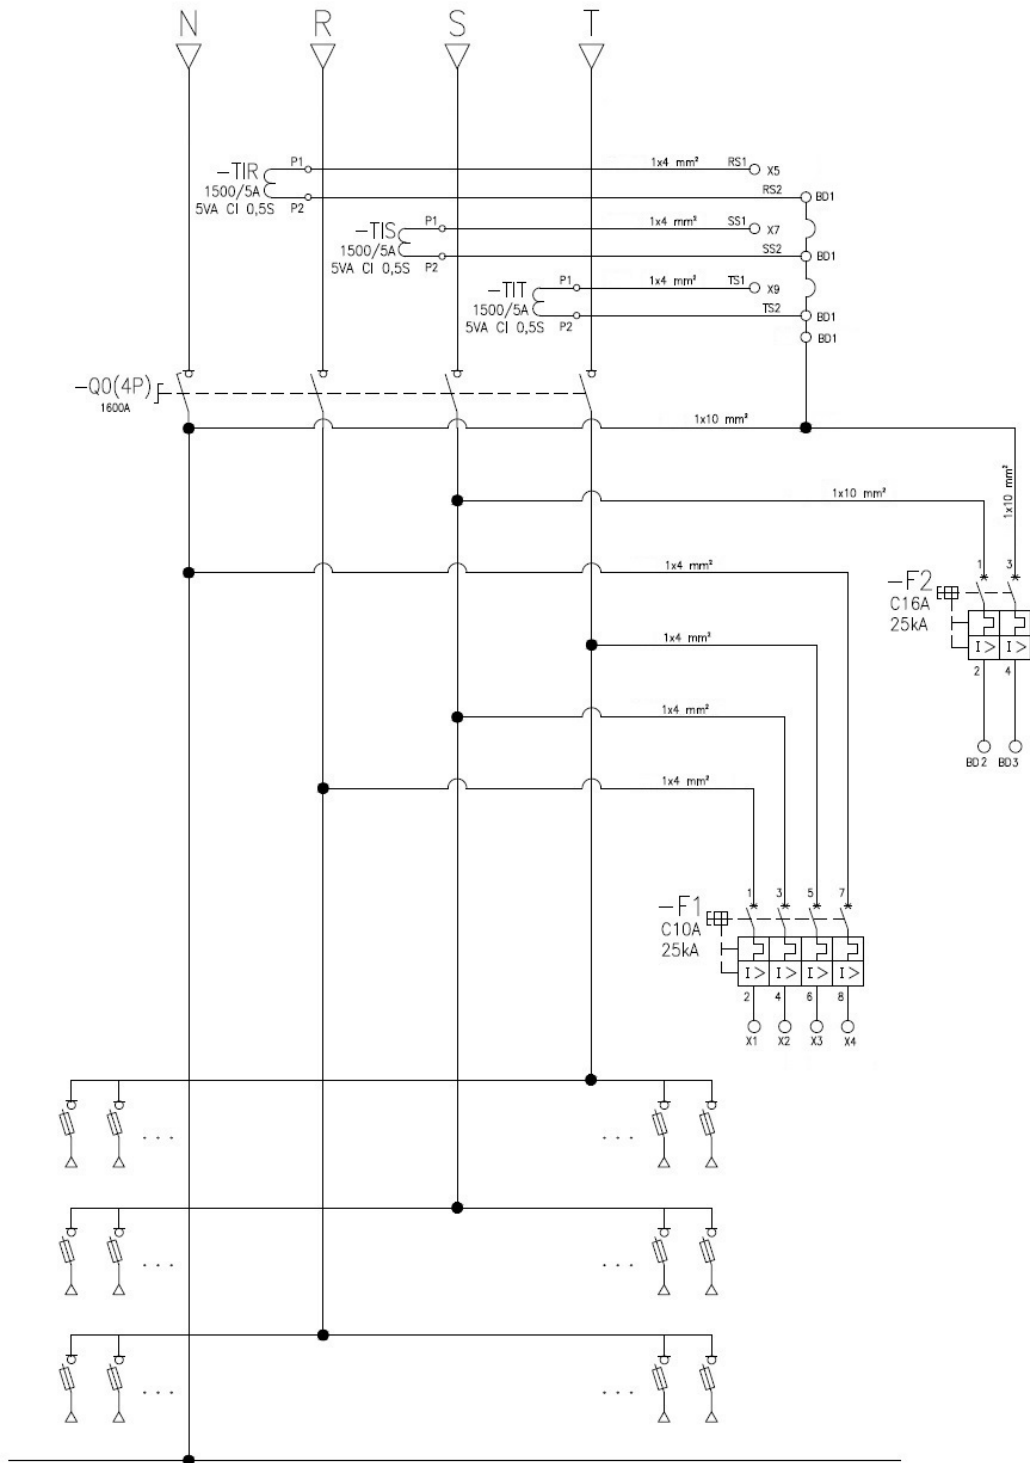 N R S T
-TIR P1 1x4 mm² RS1 X5
1500/5A RS2 BD1
5VA Cl 0,5S P2
-TIS P1 1x4 mm² SS1 X7
1500/5A SS2 BD1
5VA Cl 0,5S P2
-TIT P1 1x4 mm² TS1 X9
1500/5A TS2 BD1
5VA Cl 0,5S P2
BD1
-Q0(4P)
1600A
1x10 mm²
1x10 mm²
1x10 mm²
1x4 mm²
1 3
-F2
C16A
25kA
I> I>
2 4
BD2 BD3
1x4 mm²
1x4 mm²
1x4 mm²
1 3 5 7
-F1
C10A
25kA
I> I> I> I>
2 4 6 8
X1 X2 X3 X4
... ...
... ...
... ...